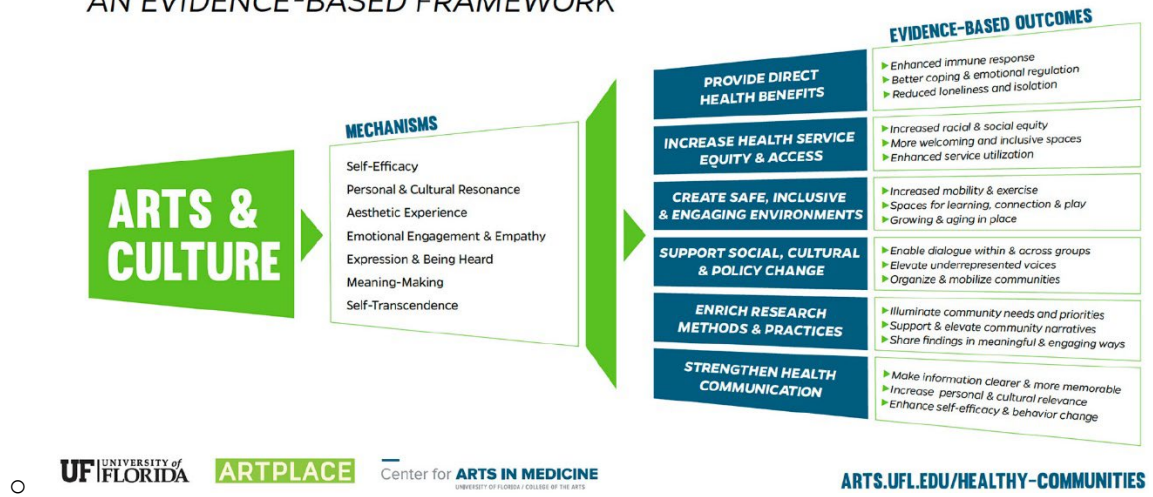 AN EVIDENCE-BASED FRAMEWORK
ARTS &
CULTURE
MECHANISMS
Self-Efficacy
Personal & Cultural Resonance
Aesthetic Experience
Emotional Engagement & Empathy
Expression & Being Heard
Meaning-Making
Self-Transcendence
EVIDENCE-BASED OUTCOMES
PROVIDE DIRECT
HEALTH BENEFITS
Enhanced immune response
Better coping & emotional regulation
Reduced loneliness and isolation
INCREASE HEALTH SERVICE
EQUITY & ACCESS
Increased racial & social equity
More welcoming and inclusive spaces
Enhanced service utilization
CREATE SAFE, INCLUSIVE
& ENGAGING ENVIRONMENTS
Increased mobility & exercise
Spaces for learning, connection & play
Growing & aging in place
SUPPORT SOCIAL, CULTURAL
& POLICY CHANGE
Enable dialogue within & across groups
Elevate underrepresented voices
Organize & mobilize communities
ENRICH RESEARCH
METHODS & PRACTICES
Illuminate community needs and priorities
Support & elevate community narratives
Share findings in meaningful & engaging ways
STRENGTHEN HEALTH
COMMUNICATION
Make information clearer & more memorable
Increase personal & cultural relevance
Enhance self-efficacy & behavior change
UF UNIVERSITY of
FLORIDA
ARTPLACE
Center for ARTS IN MEDICINE
UNIVERSITY OF FLORIDA / COLLEGE OF THE ARTS
ARTS.UFL.EDU/HEALTHY-COMMUNITIES